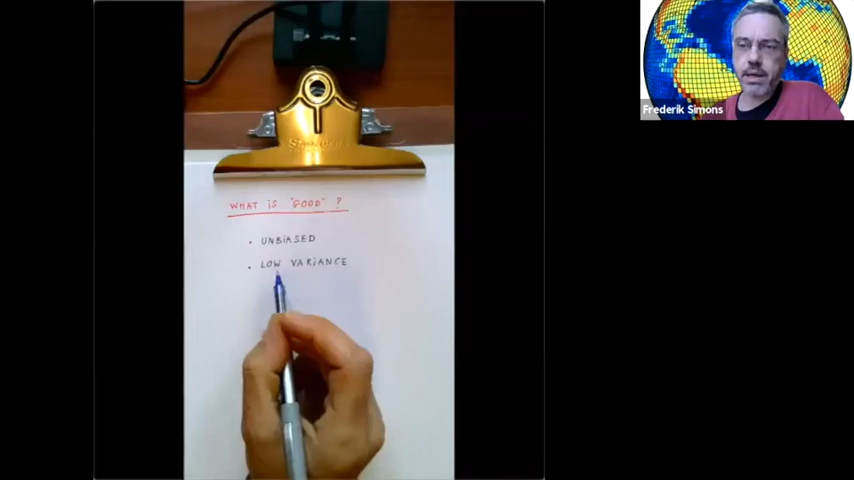 Frederik Simons
WHAT IS "GOOD" ?
• UNBIASED
• LOW VARIANCE